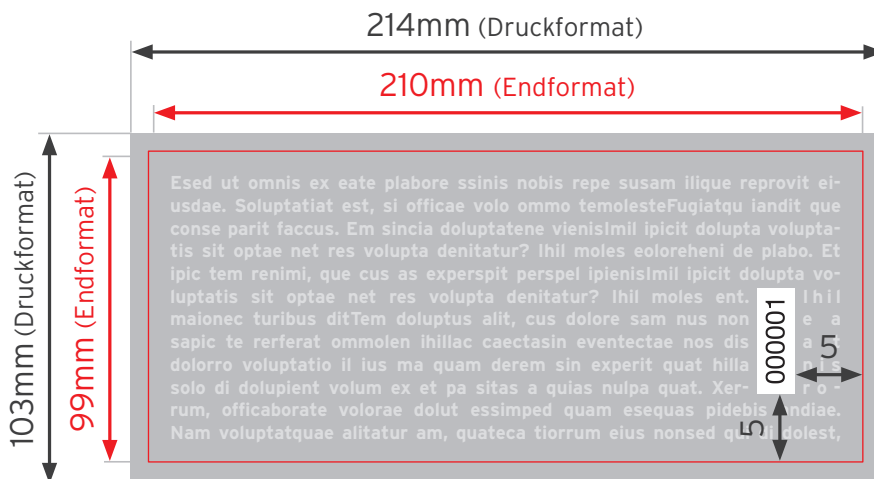 214mm (Druckformat)
210mm (Endformat)
103mm (Druckformat)
99mm (Endformat)
Esed ut omnis ex eate plabore ssinis nobis repe susam ilique reprovit ei-
usdae. Soluptatiat est, si officae volo ommo temolesteFugiatqu iandit que
conse parit faccus. Em sincia doluptatene vienisImil ipicit dolupta volupta-
tis sit optae net res volupta denitatur? Ihil moles eoloreheni de plabo. Et
ipic tem renimi, que cus as experspit perspel ipienisImil ipicit dolupta vo-
luptatis sit optae net res volupta denitatur? Ihil moles ent. Ihil
maionec turibus ditTem doluptus alit, cus dolore sam nus non e a
sapic te rerferat ommolen ihillac caectasin eventectae nos dis
dolorro voluptatio il ius ma quam derem sin experit quat hilla
solo di dolupient volum ex et pa sitas a quias nulpa quat. Xer-
rum, officaborate volorae dolut essimped quam esequas pidebis andiae.
Nam voluptatquae alitatur am, quateca tiorrum eius nonsed qui di dolest,
000001
5
5